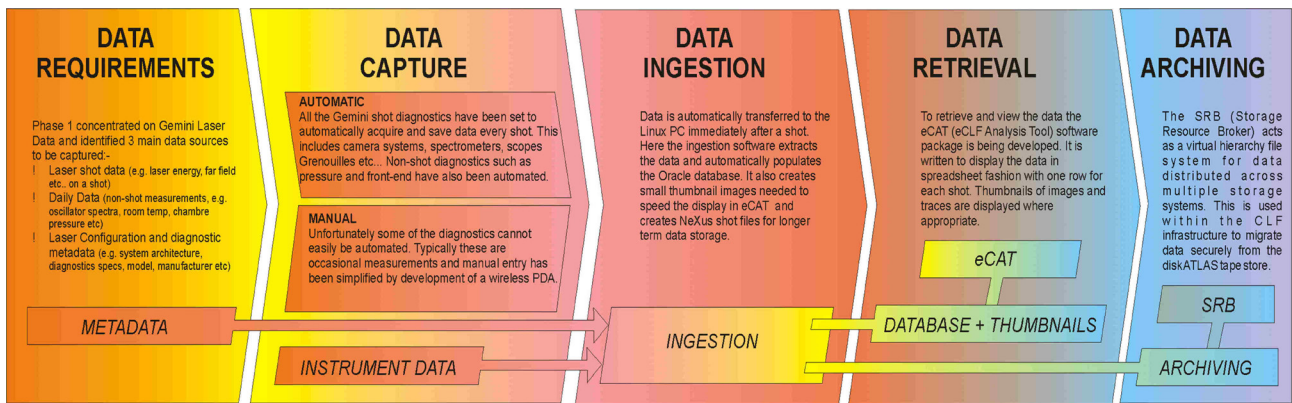 DATA
REQUIREMENTS
Phase 1 concentrated on Gemini Laser
Data and identified 3 main data sources
to be captured:-
! Laser shot data (e.g. laser energy, far field
etc.. on a shot)
! Daily Data (non-shot measurements, e.g.
oscillator spectra, room temp, chambre
pressure etc)
! Laser Configuration and diagnostic
metadata (e.g. system architecture,
diagnostics specs, model, manufacturer etc)
METADATA
DATA
CAPTURE
AUTOMATIC
All the Gemini shot diagnostics have been set to
automatically acquire and save data every shot. This
includes camera systems, spectrometers, scopes
Grenouilles etc... Non-shot diagnostics such as
pressure and front-end have also been automated.
MANUAL
Unfortunately some of the diagnostics cannot
easily be automated. Typically these are
occasional measurements and manual entry has
been simplified by development of a wireless PDA.
INSTRUMENT DATA
DATA
INGESTION
Data is automatically transferred to the
Linux PC immediately after a shot.
Here the ingestion software extracts
the data and automatically populates
the Oracle database. It also creates
small thumbnail images needed to
speed the display in eCAT and
creates NeXus shot files for longer
term data storage.
INGESTION
DATA
RETRIEVAL
To retrieve and view the data the
eCAT (eCLF Analysis Tool) software
package is being developed. It is
written to display the data in
spreadsheet fashion with one row for
each shot. Thumbnails of images and
traces are displayed where
appropriate.
eCAT
DATABASE + THUMBNAILS
DATA
ARCHIVING
The SRB (Storage
Resource Broker) acts
as a virtual hierarchy file
system for data
distributed across
multiple storage
systems. This is used
within the CLF
infrastructure to migrate
data securely from the
diskATLAS tape store.
SRB
ARCHIVING